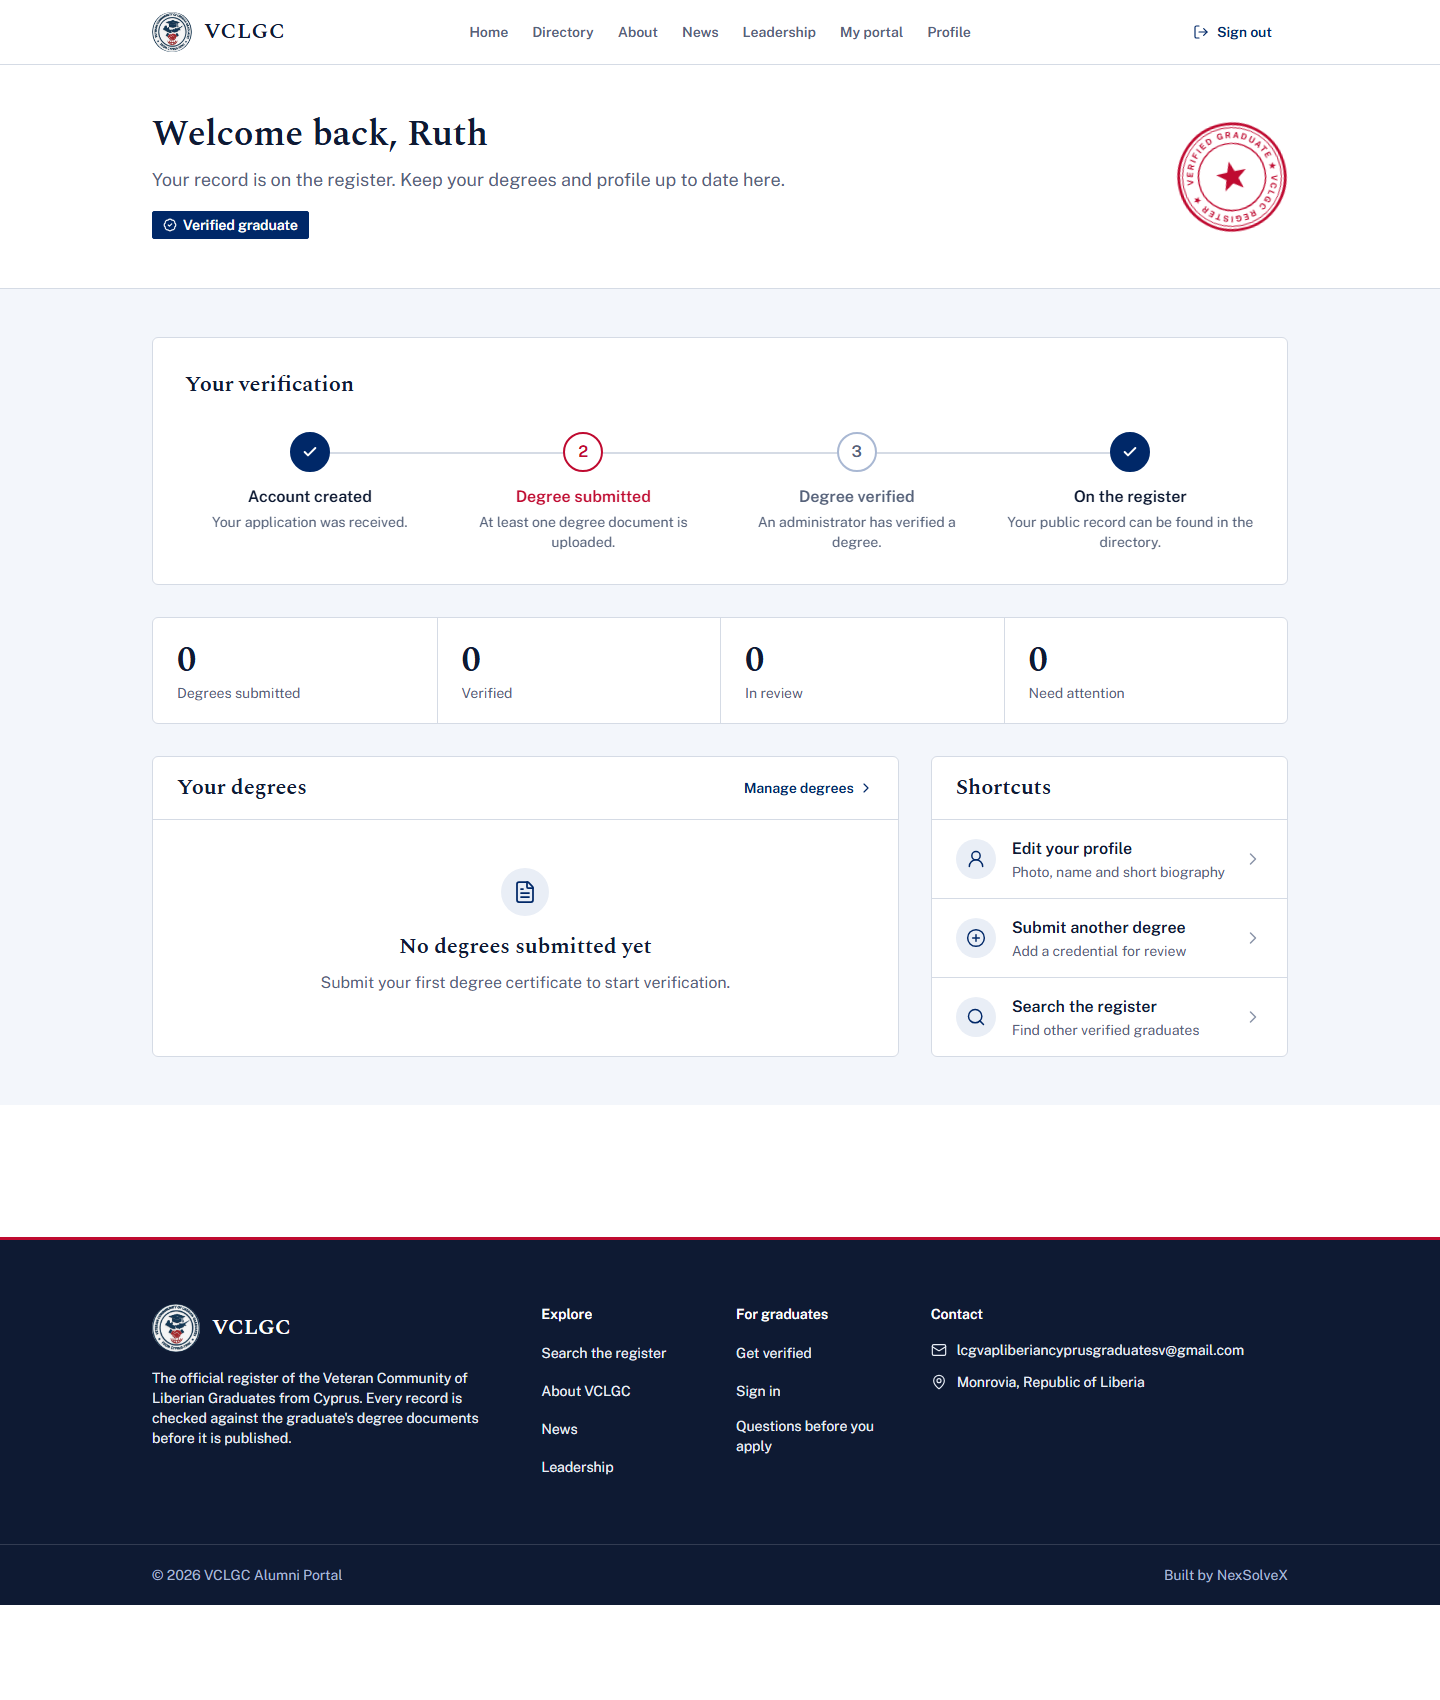 VCLGC
Home Directory About News Leadership My portal Profile
Sign out
Welcome back, Ruth
Your record is on the register. Keep your degrees and profile up to date here.
Verified graduate
VERIFIED GRADUATE ★ VCLGC REGISTER ★
Your verification
2
3
Account created
Your application was received.
Degree submitted
At least one degree document is
uploaded.
Degree verified
An administrator has verified a
degree.
On the register
Your public record can be found in the
directory.
0
Degrees submitted
0
Verified
0
In review
0
Need attention
Your degrees
Manage degrees
No degrees submitted yet
Submit your first degree certificate to start verification.
Shortcuts
Edit your profile
Photo, name and short biography
Submit another degree
Add a credential for review
Search the register
Find other verified graduates
VCLGC
The official register of the Veteran Community of
Liberian Graduates from Cyprus. Every record is
checked against the graduate's degree documents
before it is published.
Explore
Search the register
About VCLGC
News
Leadership
For graduates
Get verified
Sign in
Questions before you
apply
Contact
lcgvapliberiancyprusgraduatesv@gmail.com
Monrovia, Republic of Liberia
© 2026 VCLGC Alumni Portal
Built by NexSolveX